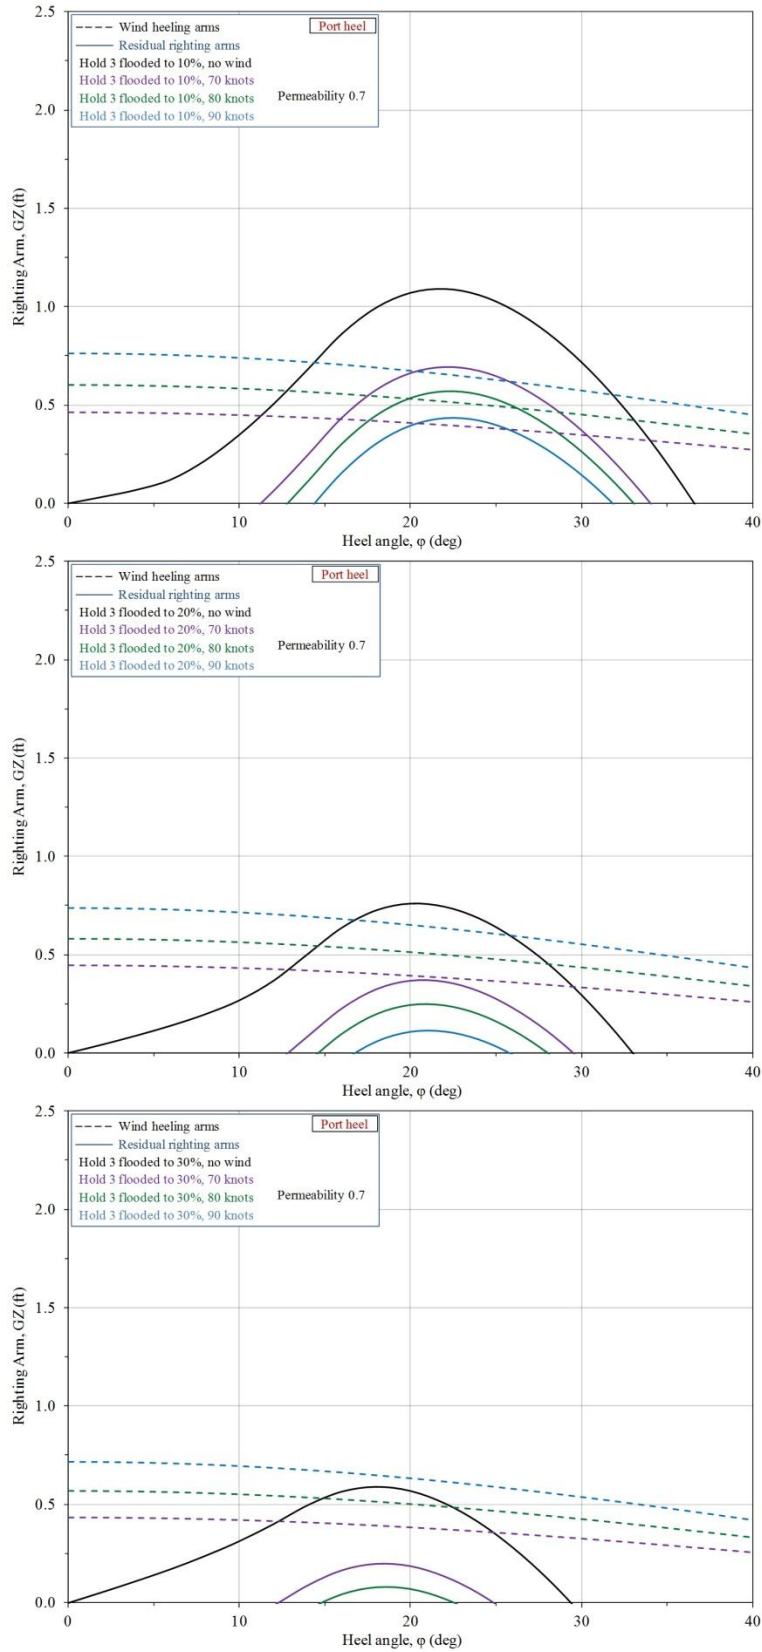 2.5
Wind heeling arms
Port heel
Residual righting arms
Hold 3 flooded to 10%, no wind
Hold 3 flooded to 10%, 70 knots
Hold 3 flooded to 10%, 80 knots
Permeability 0.7
Hold 3 flooded to 10%, 90 knots
2.0
1.5
Righting Arm, GZ(ft)
1.0
0.5
0.0
0 10 20 30 40
Heel angle, φ (deg)
2.5
Wind heeling arms
Port heel
Residual righting arms
Hold 3 flooded to 20%, no wind
Hold 3 flooded to 20%, 70 knots
Hold 3 flooded to 20%, 80 knots
Permeability 0.7
Hold 3 flooded to 20%, 90 knots
2.0
1.5
Righting Arm, GZ(ft)
1.0
0.5
0.0
0 10 20 30 40
Heel angle, φ (deg)
2.5
Wind heeling arms
Port heel
Residual righting arms
Hold 3 flooded to 30%, no wind
Hold 3 flooded to 30%, 70 knots
Hold 3 flooded to 30%, 80 knots
Permeability 0.7
Hold 3 flooded to 30%, 90 knots
2.0
1.5
Righting Arm, GZ(ft)
1.0
0.5
0.0
0 10 20 30 40
Heel angle, φ (deg)